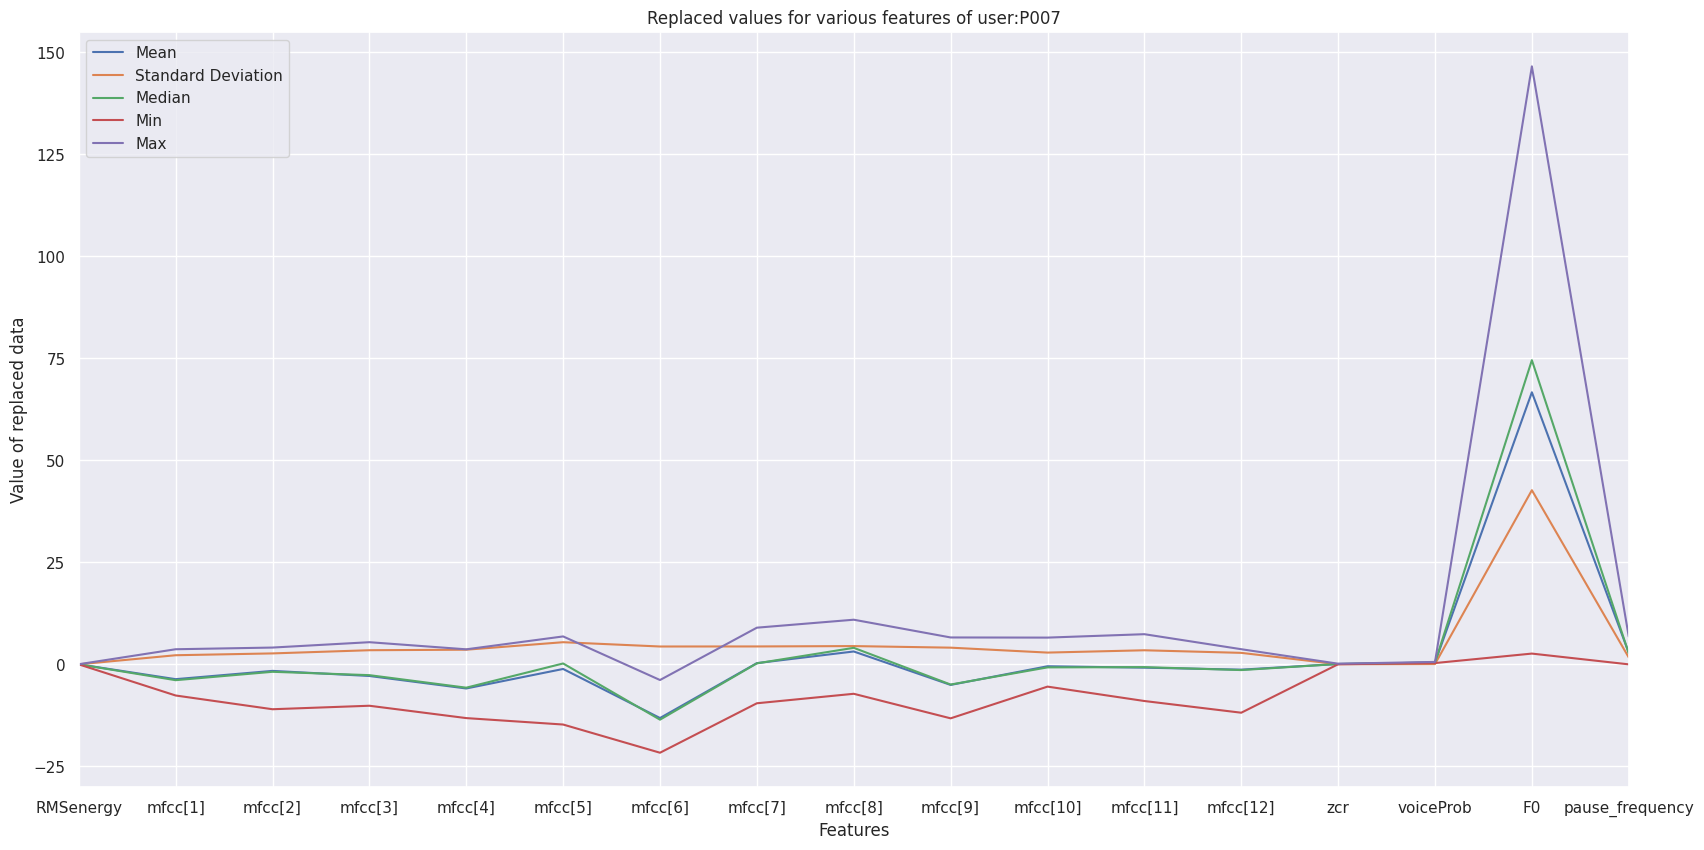 Replaced values for various features of user:P007
Mean
Standard Deviation
Median
Min
Max
150
125
100
75
50
25
0
−25
Value of replaced data
RMSenergy mfcc[1] mfcc[2] mfcc[3] mfcc[4] mfcc[5] mfcc[6] mfcc[7] mfcc[8] mfcc[9] mfcc[10] mfcc[11] mfcc[12] zcr voiceProb F0 pause_frequency
Features